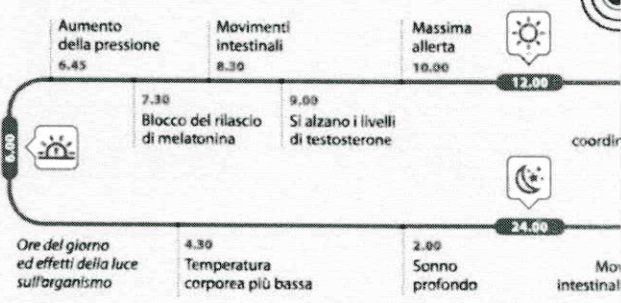 Aumento
della pressione
6.45
Movimenti
intestinali
8.30
Massima
allerta
10.00
12.00
7.30
Blocco del rilascio
di melatonina
9.00
Si alzano i livelli
di testosterone
6.00
coordin
24.00
Ore del giorno
ed effetti della luce
sull'organismo
4.30
Temperatura
corporea più bassa
2.00
Sonno
profondo
Mov
intestinal